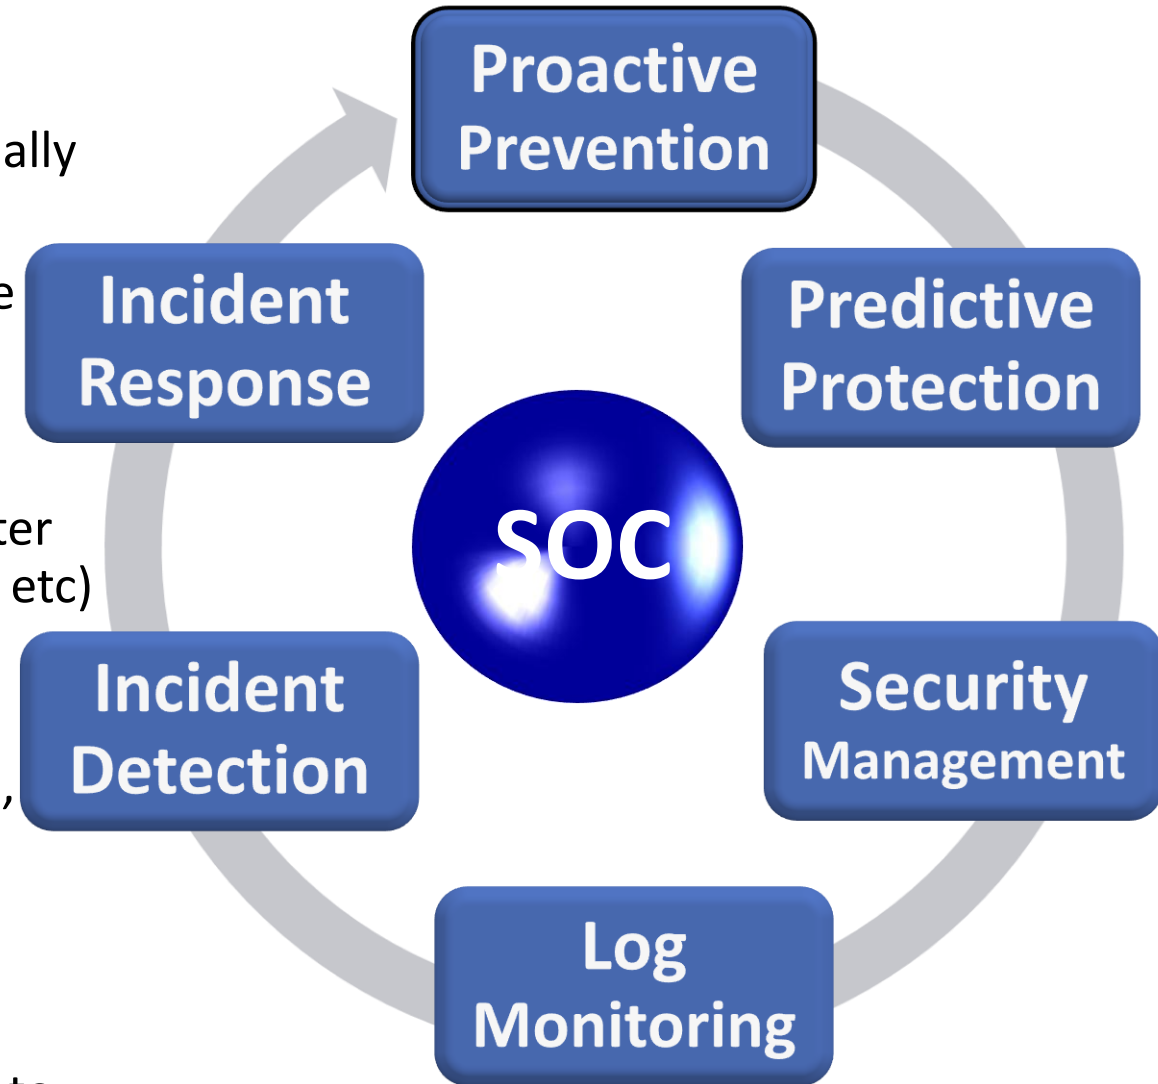 Proactive
Prevention
ally
Incident
Response
e
Predictive
Protection
SOC
ter
etc)
Incident
Detection
,
Security
Management
Log
Monitoring